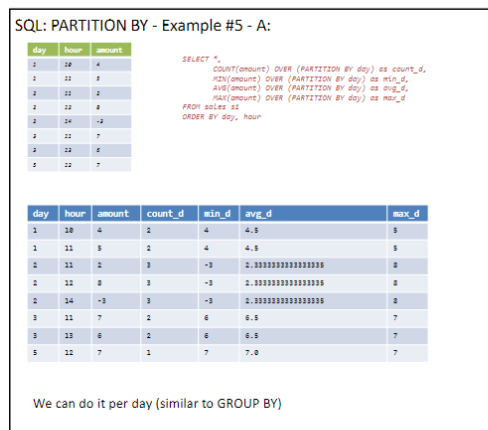 SQL: PARTITION BY - Example #5 - A:
day hour amount
1 10 4
1 11 5
2 11 2
2 12 8
2 14 -3
3 11 7
3 13 6
5 12 7
SELECT *,
COUNT(amount) OVER (PARTITION BY day) as count_d,
MIN(amount) OVER (PARTITION BY day) as min_d,
AVG(amount) OVER (PARTITION BY day) as avg_d,
MAX(amount) OVER (PARTITION BY day) as max_d
FROM sales s1
ORDER BY day, hour
day hour amount count_d min_d avg_d max_d
1 10 4 2 4 4.5 5
1 11 5 2 4 4.5 5
2 11 2 3 -3 2.3333333333333335 8
2 12 8 3 -3 2.3333333333333335 8
2 14 -3 3 -3 2.3333333333333335 8
3 11 7 2 6 6.5 7
3 13 6 2 6 6.5 7
5 12 7 1 7 7.0 7
We can do it per day (similar to GROUP BY)